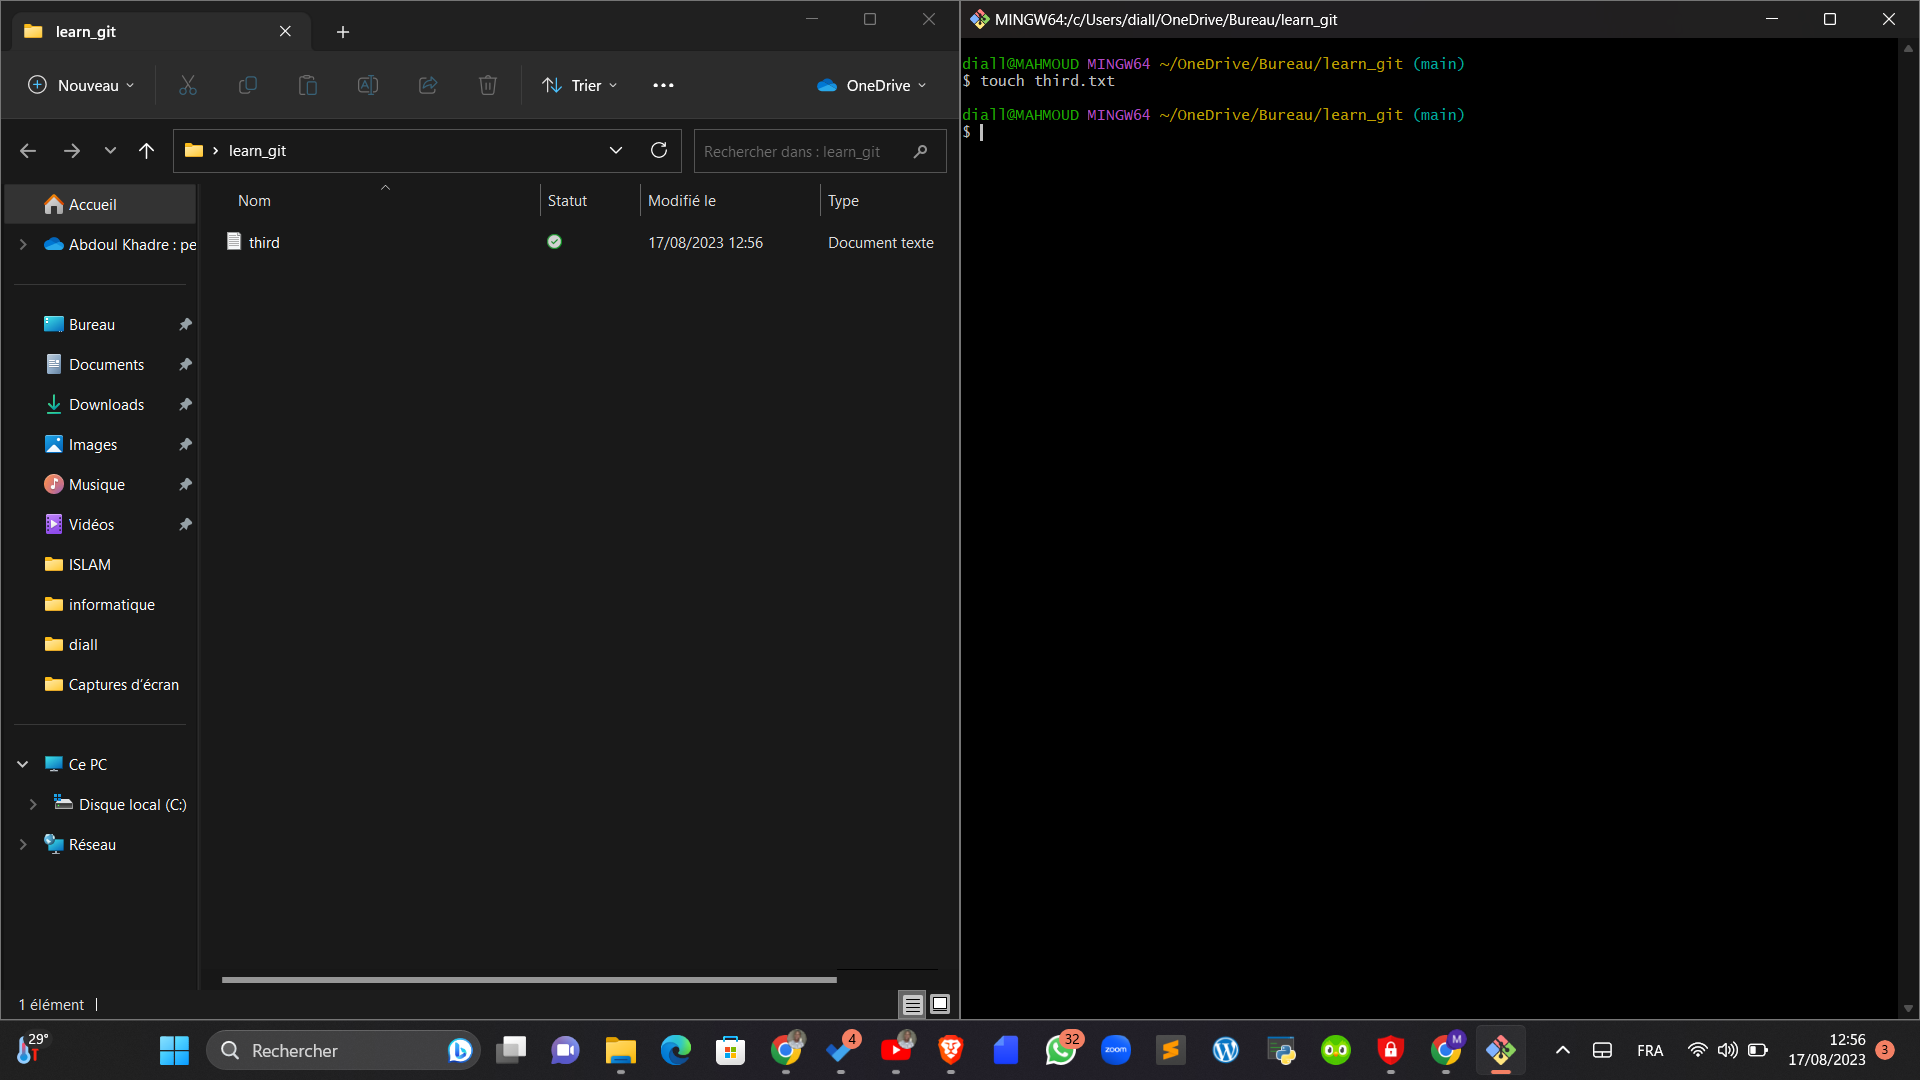 learn_git
Nouveau
Trier
OneDrive
learn_git
Rechercher dans : learn_git
Nom
Statut
Modifié le
Type
third
17/08/2023 12:56
Document texte
Accueil
Abdoul Khadre : pe
Bureau
Documents
Downloads
Images
Musique
Vidéos
ISLAM
informatique
diall
Captures d'écran
Ce PC
Disque local (C:)
Réseau
1 élément
MINGW64:/c/Users/diall/OneDrive/Bureau/learn_git
diall@MAHMOUD MINGW64 ~/OneDrive/Bureau/learn_git (main)
$ touch third.txt
diall@MAHMOUD MINGW64 ~/OneDrive/Bureau/learn_git (main)
$
29°
Rechercher
4
32
zoom
M
FRA
12:56
17/08/2023
3